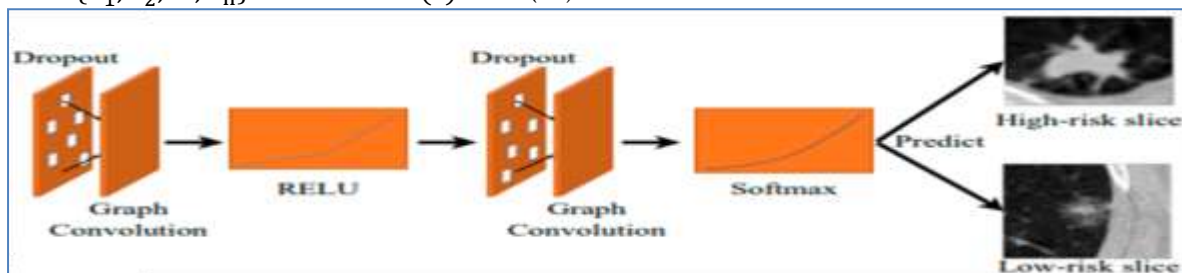 Dropout
Graph
Convolution
RELU
Dropout
Graph
Convolution
Softmax
Predict
High-risk slice
Low-risk slice